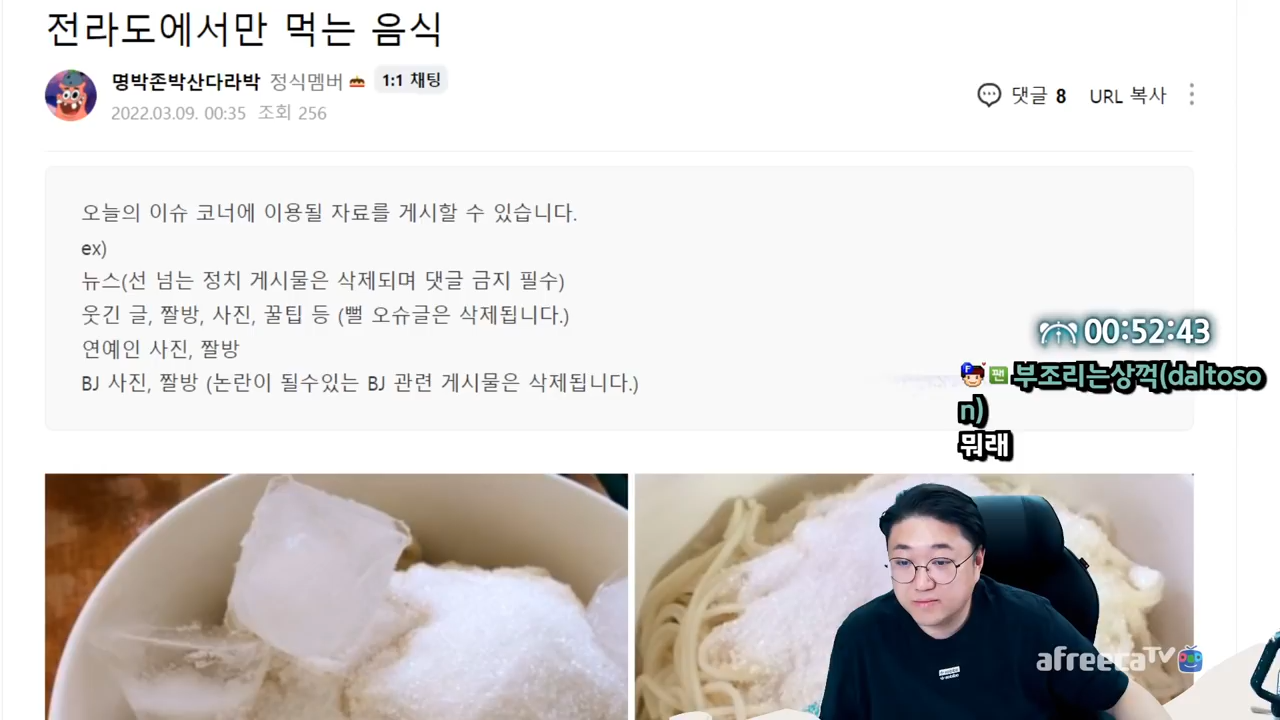 전라도에서만 먹는 음식
명박존박산다라박 정식멤버 1:1 채팅
2022.03.09. 00:35 조회 256
댓글 8 URL 복사
오늘의 이슈 코너에 이용될 자료를 게시할 수 있습니다.
ex)
뉴스(선 넘는 정치 게시물은 삭제되며 댓글 금지 필수)
웃긴 글, 짤방, 사진, 꿀팁 등 (뻘 오슈글은 삭제됩니다.)
연예인 사진, 짤방
BJ 사진, 짤방 (논란이 될수있는 BJ 관련 게시물은 삭제됩니다.)
00:52:43
F 팬 부조리는상꺽(daltoso
n)
뭐래
afreecaTV